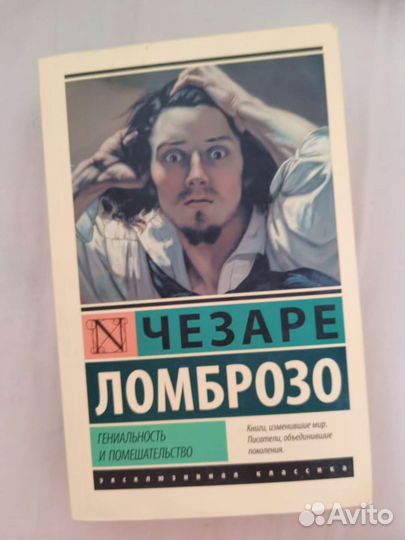 N
ЧЕЗАРЕ
ЛОМБРОЗО
ГЕНИАЛЬНОСТЬ
И ПОМЕШАТЕЛЬСТВО
Книги, изменившие мир.
Писатели, объединившие
поколения.
эксклюзивная классика
Avito